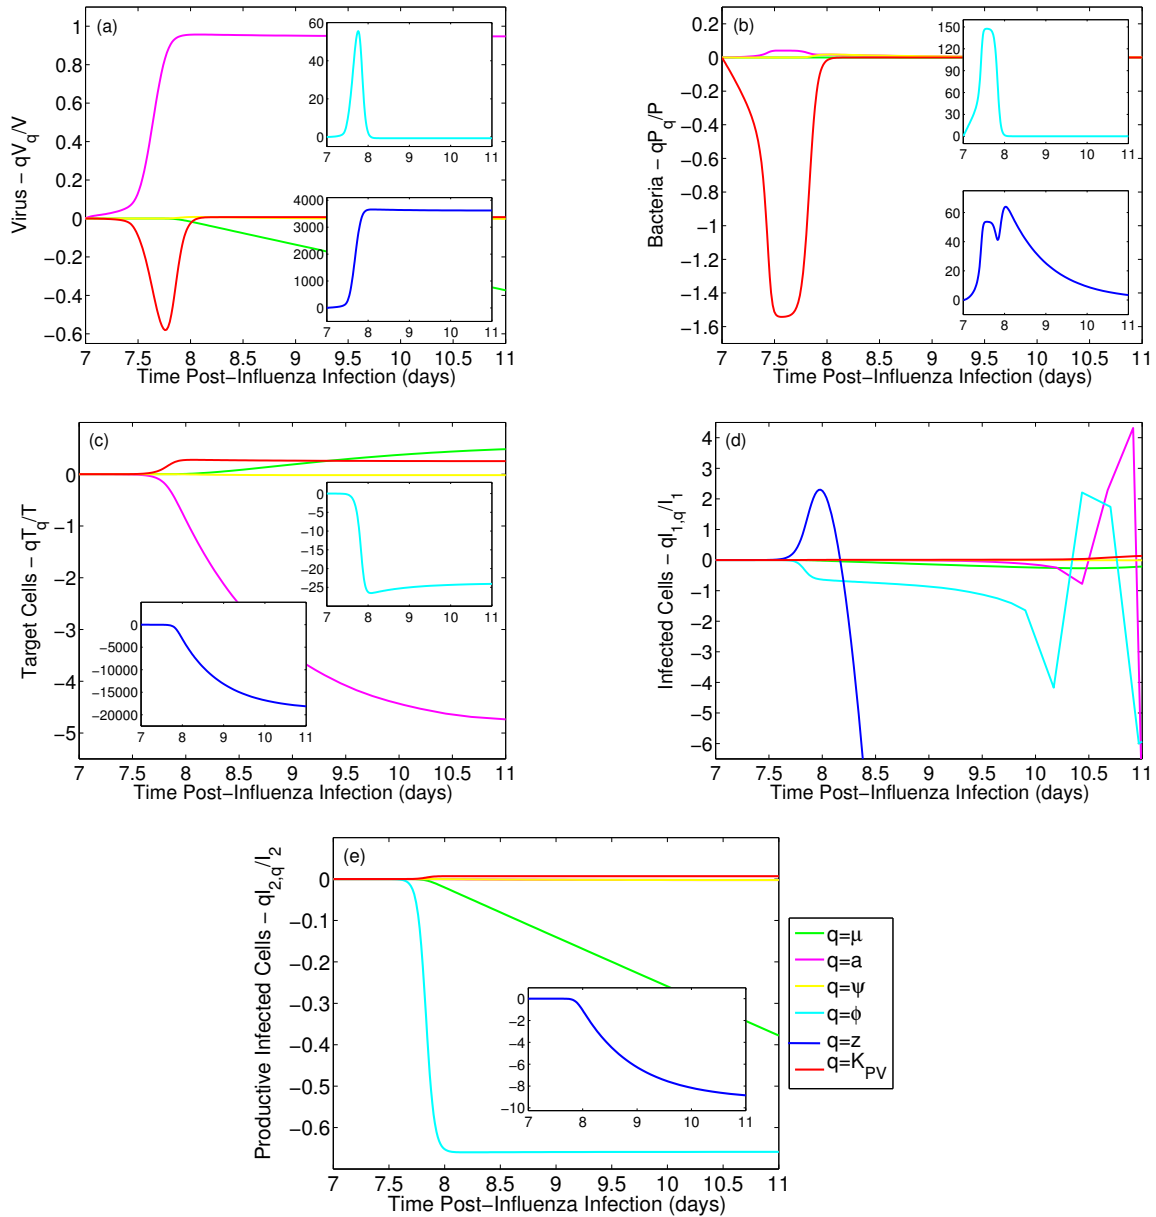 (a)
Virus − qV_q/V
1
0.8
0.6
0.4
0.2
0
−0.2
−0.4
−0.6
7 7.5 8 8.5 9 9.5 10 10.5 11
Time Post−Influenza Infection (days)
60
40
20
0
7 8 9 10 11
4000
3000
2000
1000
0
7 8 9 10 11
(b)
Bacteria − qP_q/P
0.2
0
−0.2
−0.4
−0.6
−0.8
−1
−1.2
−1.4
−1.6
7 7.5 8 8.5 9 9.5 10 10.5 11
Time Post−Influenza Infection (days)
150
120
90
60
30
0
7 8 9 10 11
60
40
20
0
7 8 9 10 11
(c)
Target Cells − qT_q/T
0
−1
−2
−3
−4
−5
7 7.5 8 8.5 9 9.5 10 10.5 11
Time Post−Influenza Infection (days)
0
−5
−10
−15
−20
−25
7 8 9 10 11
0
−5000
−10000
−15000
−20000
7 8 9 10 11
(d)
Infected Cells − qI_{1,q}/I_1
4
3
2
1
0
−1
−2
−3
−4
−5
−6
7 7.5 8 8.5 9 9.5 10 10.5 11
Time Post−Influenza Infection (days)
(e)
Productive Infected Cells − qI_{2,q}/I_2
0
−0.1
−0.2
−0.3
−0.4
−0.5
−0.6
7 7.5 8 8.5 9 9.5 10 10.5 11
Time Post−Influenza Infection (days)
0
−2
−4
−6
−8
−10
7 8 9 10 11
q=μ
q=a
q=ψ
q=ϕ
q=z
q=K_{PV}